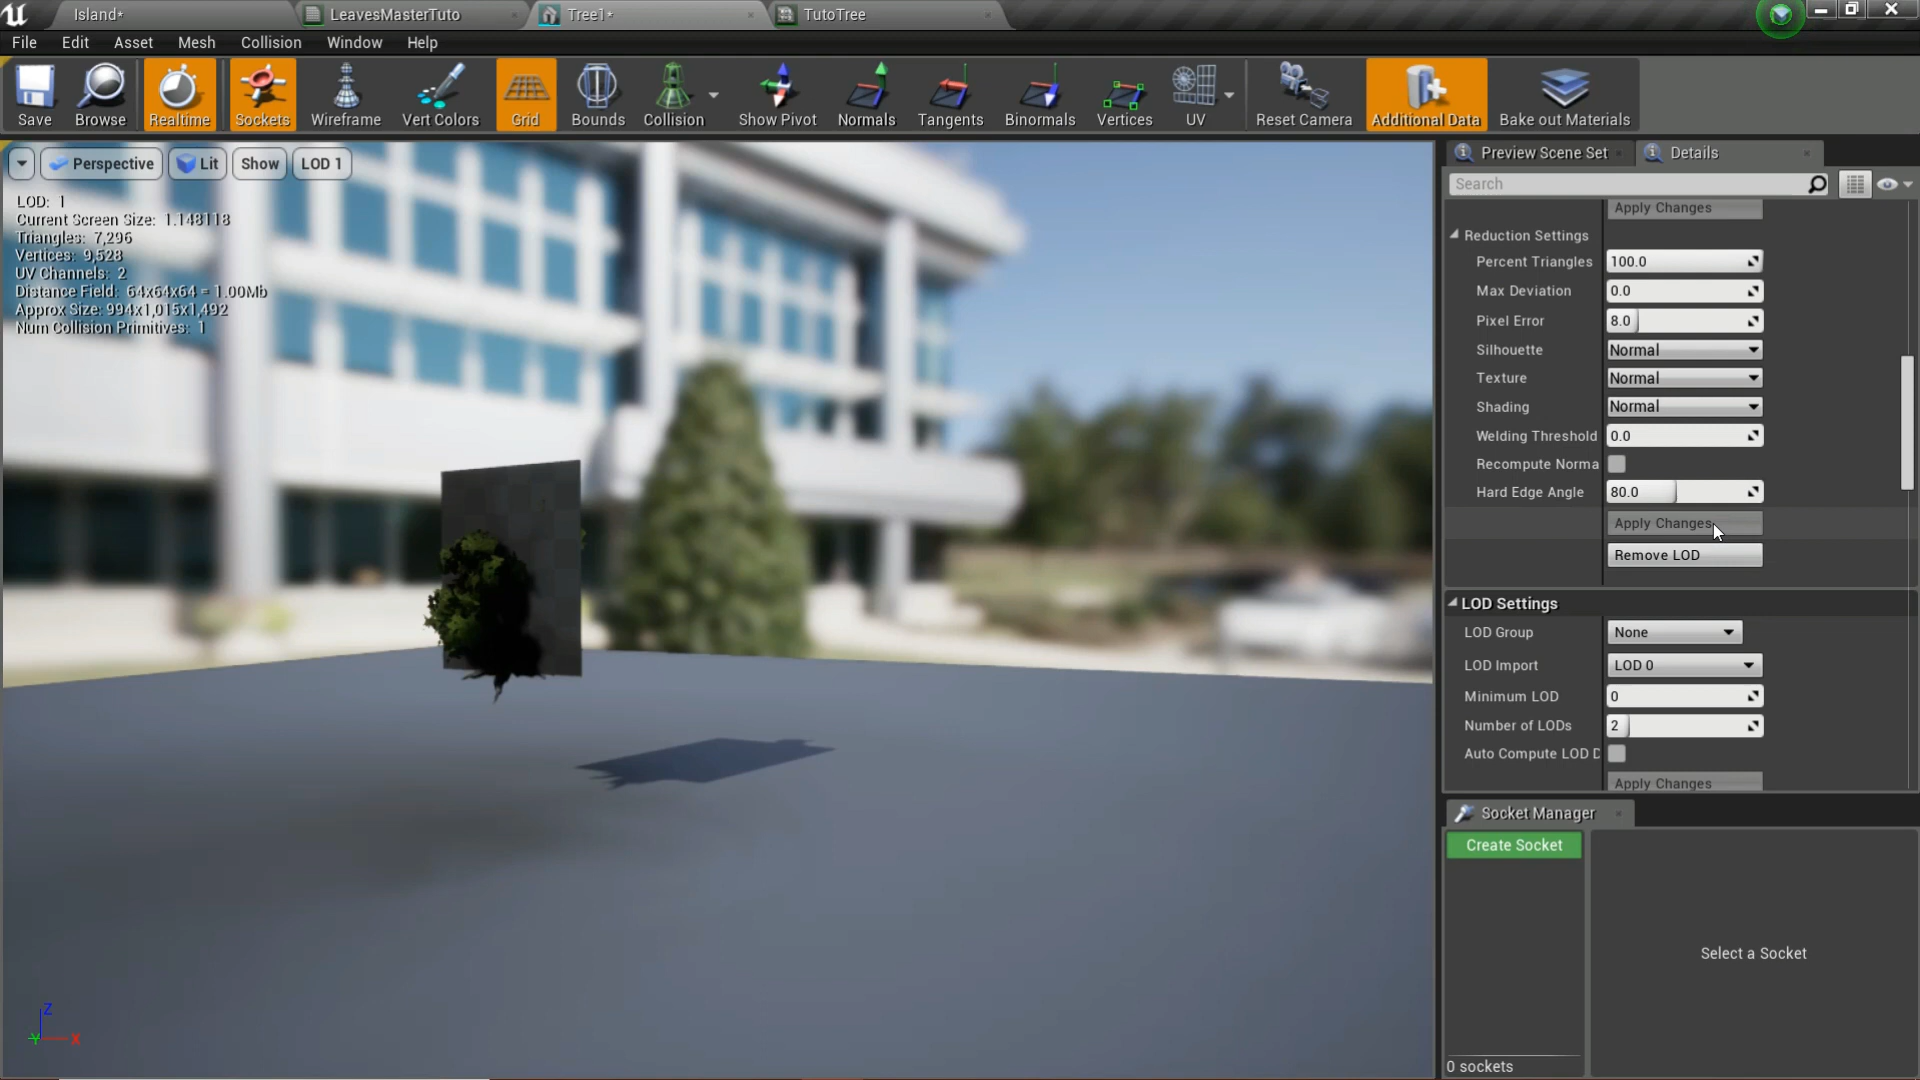 Island*
LeavesMasterTuto
Tree1*
TutoTree
File Edit Asset Mesh Collision Window Help
Save Browse Realtime Sockets Wireframe Vert Colors Grid Bounds Collision Show Pivot Normals Tangents Binormals Vertices UV Reset Camera Additional Data Bake out Materials
Perspective Lit Show LOD 1
LOD: 1
Current Screen Size: 1.148118
Triangles: 7,296
Vertices: 9,528
UV Channels: 2
Distance Field: 64x64x64 = 1.00Mb
Approx Size: 994x1,015x1,492
Num Collision Primitives: 1
Z
Y X
Preview Scene Set Details
Search
Apply Changes
Reduction Settings
Percent Triangles 100.0
Max Deviation 0.0
Pixel Error 8.0
Silhouette Normal
Texture Normal
Shading Normal
Welding Threshold 0.0
Recompute Norma
Hard Edge Angle 80.0
Apply Changes
Remove LOD
LOD Settings
LOD Group None
LOD Import LOD 0
Minimum LOD 0
Number of LODs 2
Auto Compute LOD D
Apply Changes
Socket Manager
Create Socket
Select a Socket
0 sockets